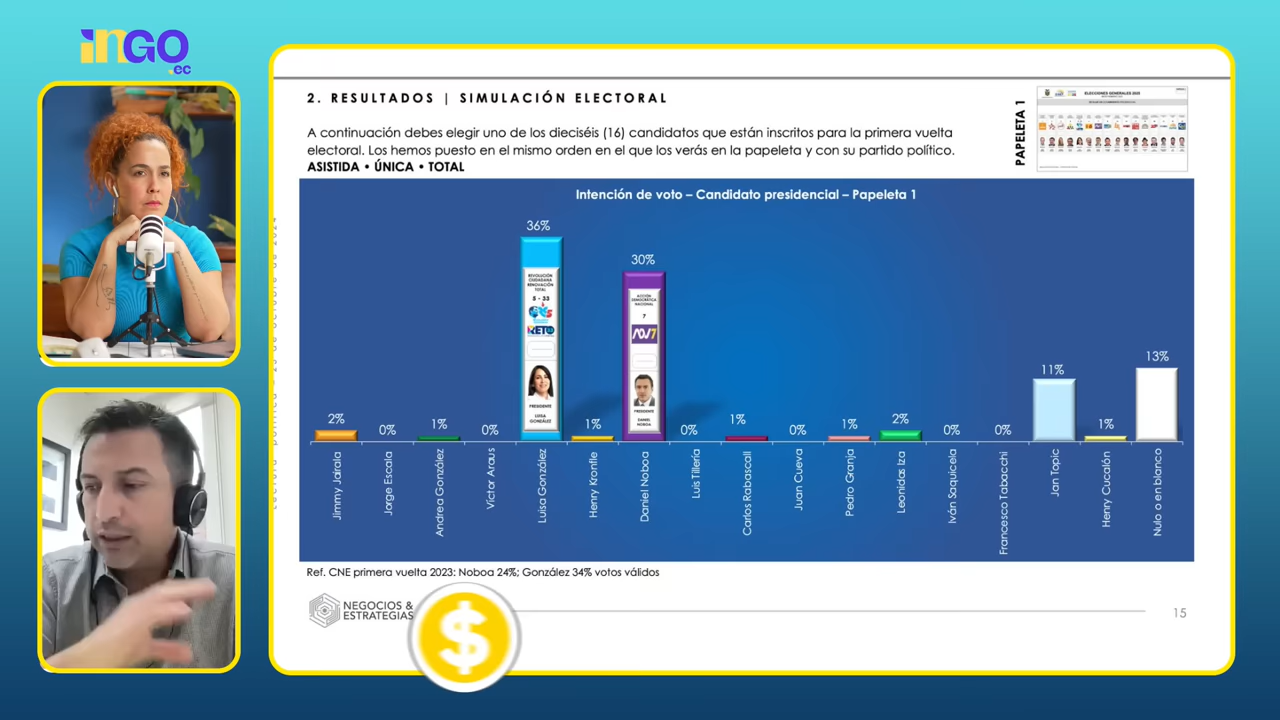 inGO
.ec
2. RESULTADOS | SIMULACIÓN ELECTORAL
A continuación debes elegir uno de los dieciséis (16) candidatos que están inscritos para la primera vuelta
electoral. Los nombres están en el mismo orden en el que los verás en la papeleta y con su partido político.
ASISTIDA • ÚNICA • TOTAL
PAPELETA 1
ELECCIONES GENERALES 2025
Intención de voto – Candidato presidencial – Papeleta 1
2%
0%
1%
0%
36%
1%
30%
0%
1%
0%
1%
2%
0%
0%
11%
1%
13%
REVOLUCIÓN
CIUDADANA
RENOVACIÓN
TOTAL
5 - 33
RETO
PRESIDENTE
LUISA
GONZÁLEZ
ACCIÓN
DEMOCRÁTICA
NACIONAL
7
PRESIDENTE
DANIEL
NOBOA
Jimmy Jairala
Jorge Escala
Andrea González
Víctor Araus
Luisa González
Henry Kronfle
Daniel Noboa
Luis Tillería
Carlos Rabascall
Juan Cueva
Pedro Granja
Leonidas Iza
Iván Saquicela
Francesco Tabacchi
Jan Topic
Henry Cucalón
Nulo o en blanco
Ref. CNE primera vuelta 2023: Noboa 24%; González 34% votos válidos
NEGOCIOS &
ESTRATEGIAS
$
15